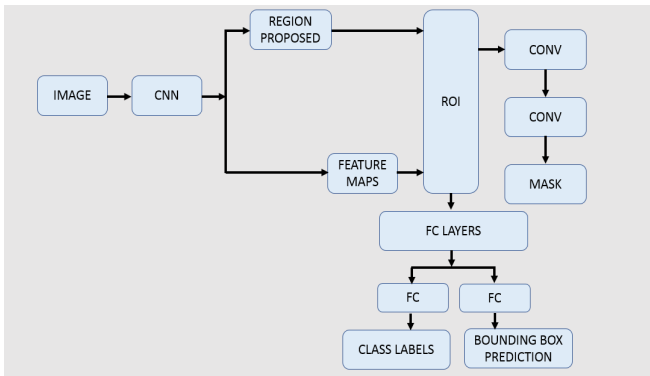 REGION
PROPOSED
CONV
IMAGE
CNN
ROI
CONV
FEATURE
MAPS
MASK
FC LAYERS
FC
FC
CLASS LABELS
BOUNDING BOX
PREDICTION